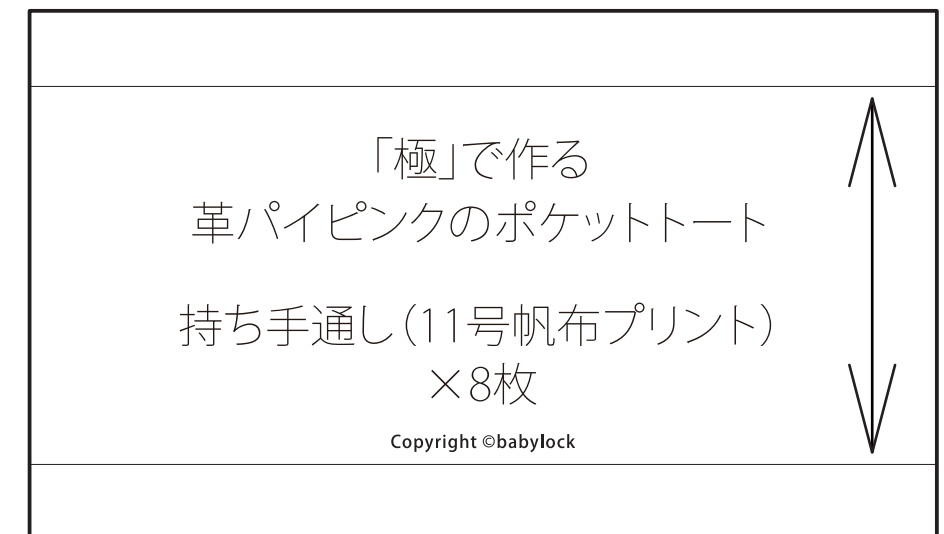 「極」で作る
革パイピンクのポケットトート
持ち手通し（11号帆布プリント）
×8枚
Copyright ©babylock